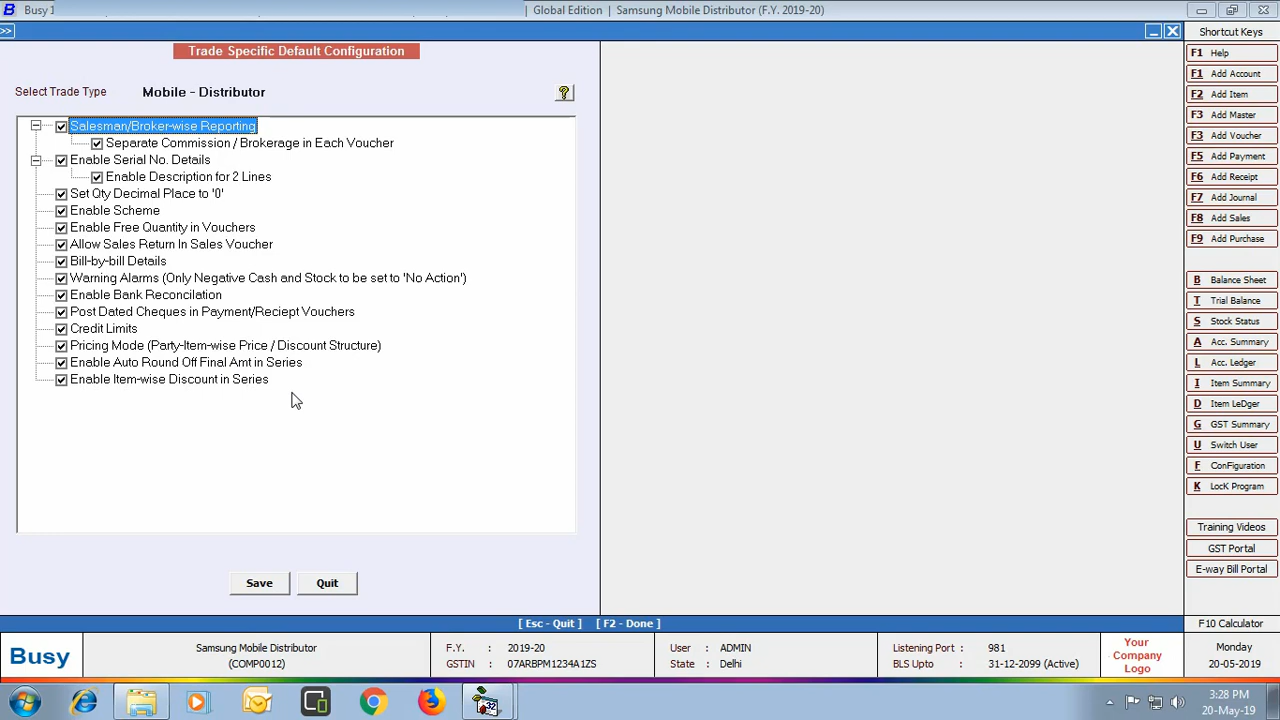 Busy 1
Global Edition | Samsung Mobile Distributor (F.Y. 2019-20)
>>
Shortcut Keys
Trade Specific Default Configuration
Select Trade Type Mobile - Distributor
?
Salesman/Broker-wise Reporting
Separate Commission / Brokerage in Each Voucher
Enable Serial No. Details
Enable Description for 2 Lines
Set Qty Decimal Place to '0'
Enable Scheme
Enable Free Quantity in Vouchers
Allow Sales Return In Sales Voucher
Bill-by-bill Details
Warning Alarms (Only Negative Cash and Stock to be set to 'No Action')
Enable Bank Reconcilation
Post Dated Cheques in Payment/Reciept Vouchers
Credit Limits
Pricing Mode (Party-Item-wise Price / Discount Structure)
Enable Auto Round Off Final Amt in Series
Enable Item-wise Discount in Series
Save Quit
F1 Help
F1 Add Account
F2 Add Item
F3 Add Master
F3 Add Voucher
F5 Add Payment
F6 Add Receipt
F7 Add Journal
F8 Add Sales
F9 Add Purchase
B Balance Sheet
T Trial Balance
S Stock Status
A Acc. Summary
L Acc. Ledger
I Item Summary
D Item LeDger
G GST Summary
U Switch User
F ConFiguration
K LocK Program
Training Videos
GST Portal
E-way Bill Portal
[ Esc - Quit ] [ F2 - Done ]
F10 Calculator
Busy
Samsung Mobile Distributor
(COMP0012)
F.Y. : 2019-20
GSTIN : 07ARBPM1234A1ZS
User : ADMIN
State : Delhi
Listening Port : 981
BLS Upto : 31-12-2099 (Active)
Your
Company
Logo
Monday
20-05-2019
32
3:28 PM
20-May-19